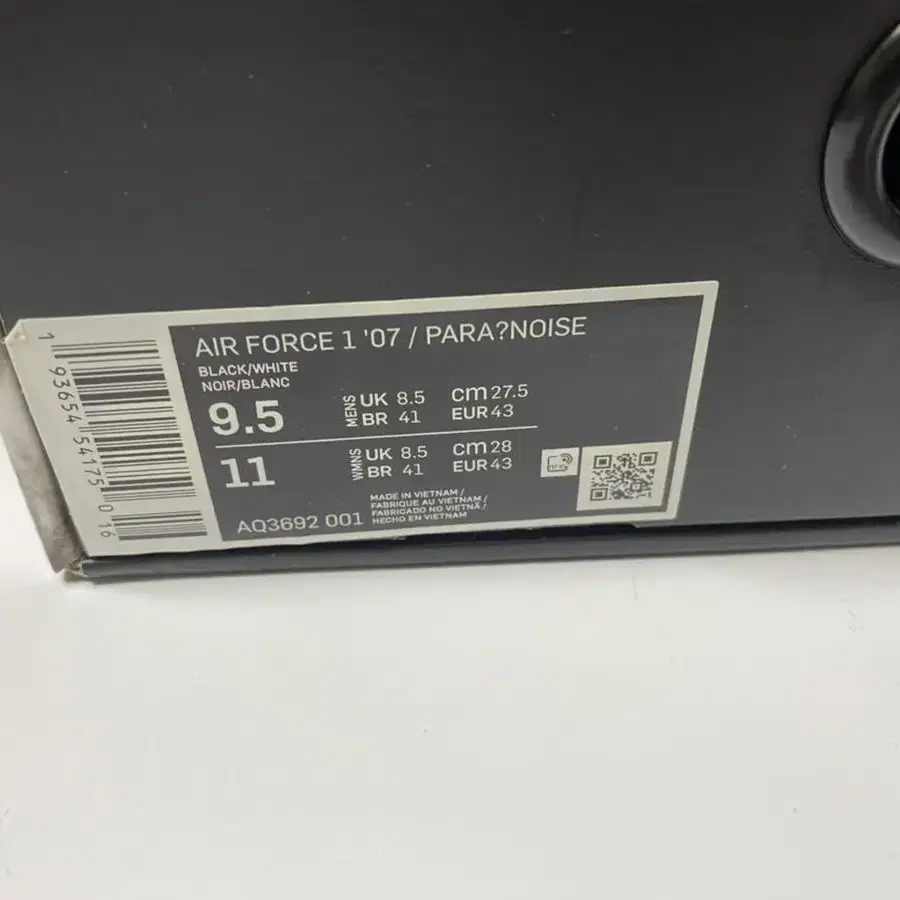 AIR FORCE 1 '07 / PARA?NOISE
BLACK/WHITE
NOIR/BLANC
9.5
MENS
UK 8.5 cm 27.5
BR 41 EUR 43
11
WMNS
UK 8.5 cm 28
BR 41 EUR 43
AQ3692 001
MADE IN VIETNAM /
FABRIQUE AU VIETNAM /
FABRICADO NO VIETNÃ /
HECHO EN VIETNAM
1 93654 54175 0 16